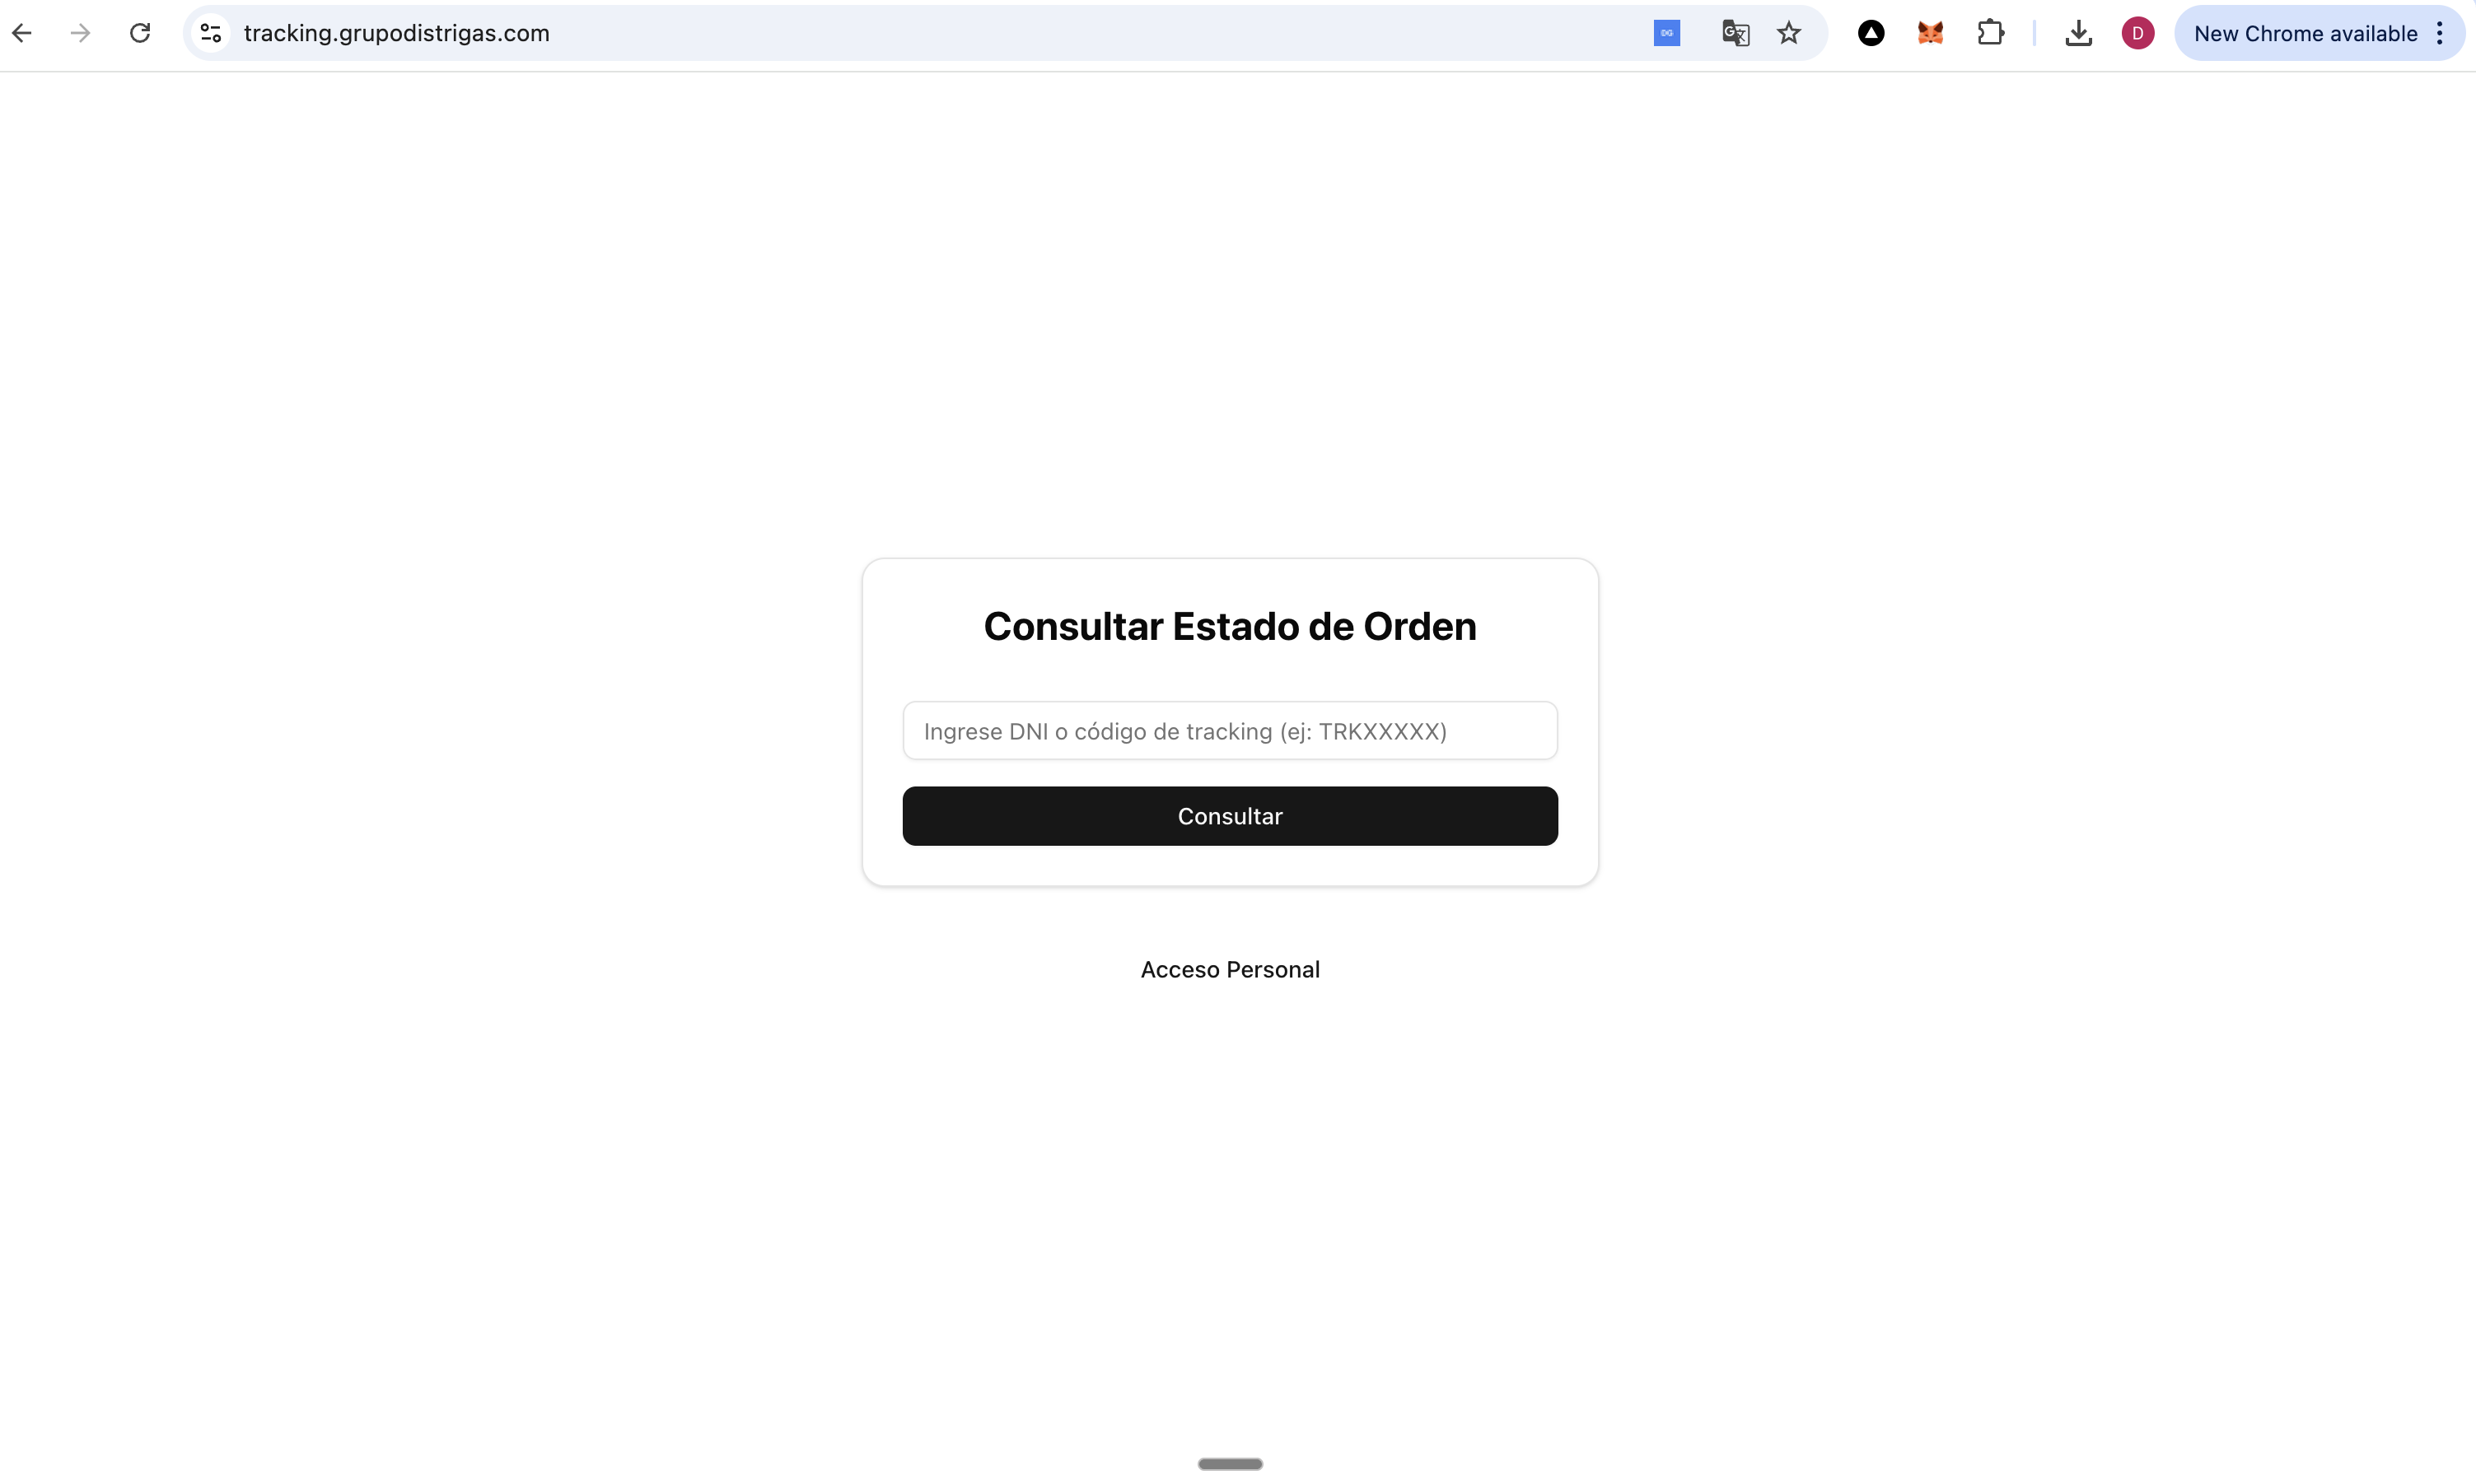 tracking.grupodistrigas.com
DG
D
New Chrome available
Consultar Estado de Orden
Ingrese DNI o código de tracking (ej: TRKXXXXX)
Consultar
Acceso Personal